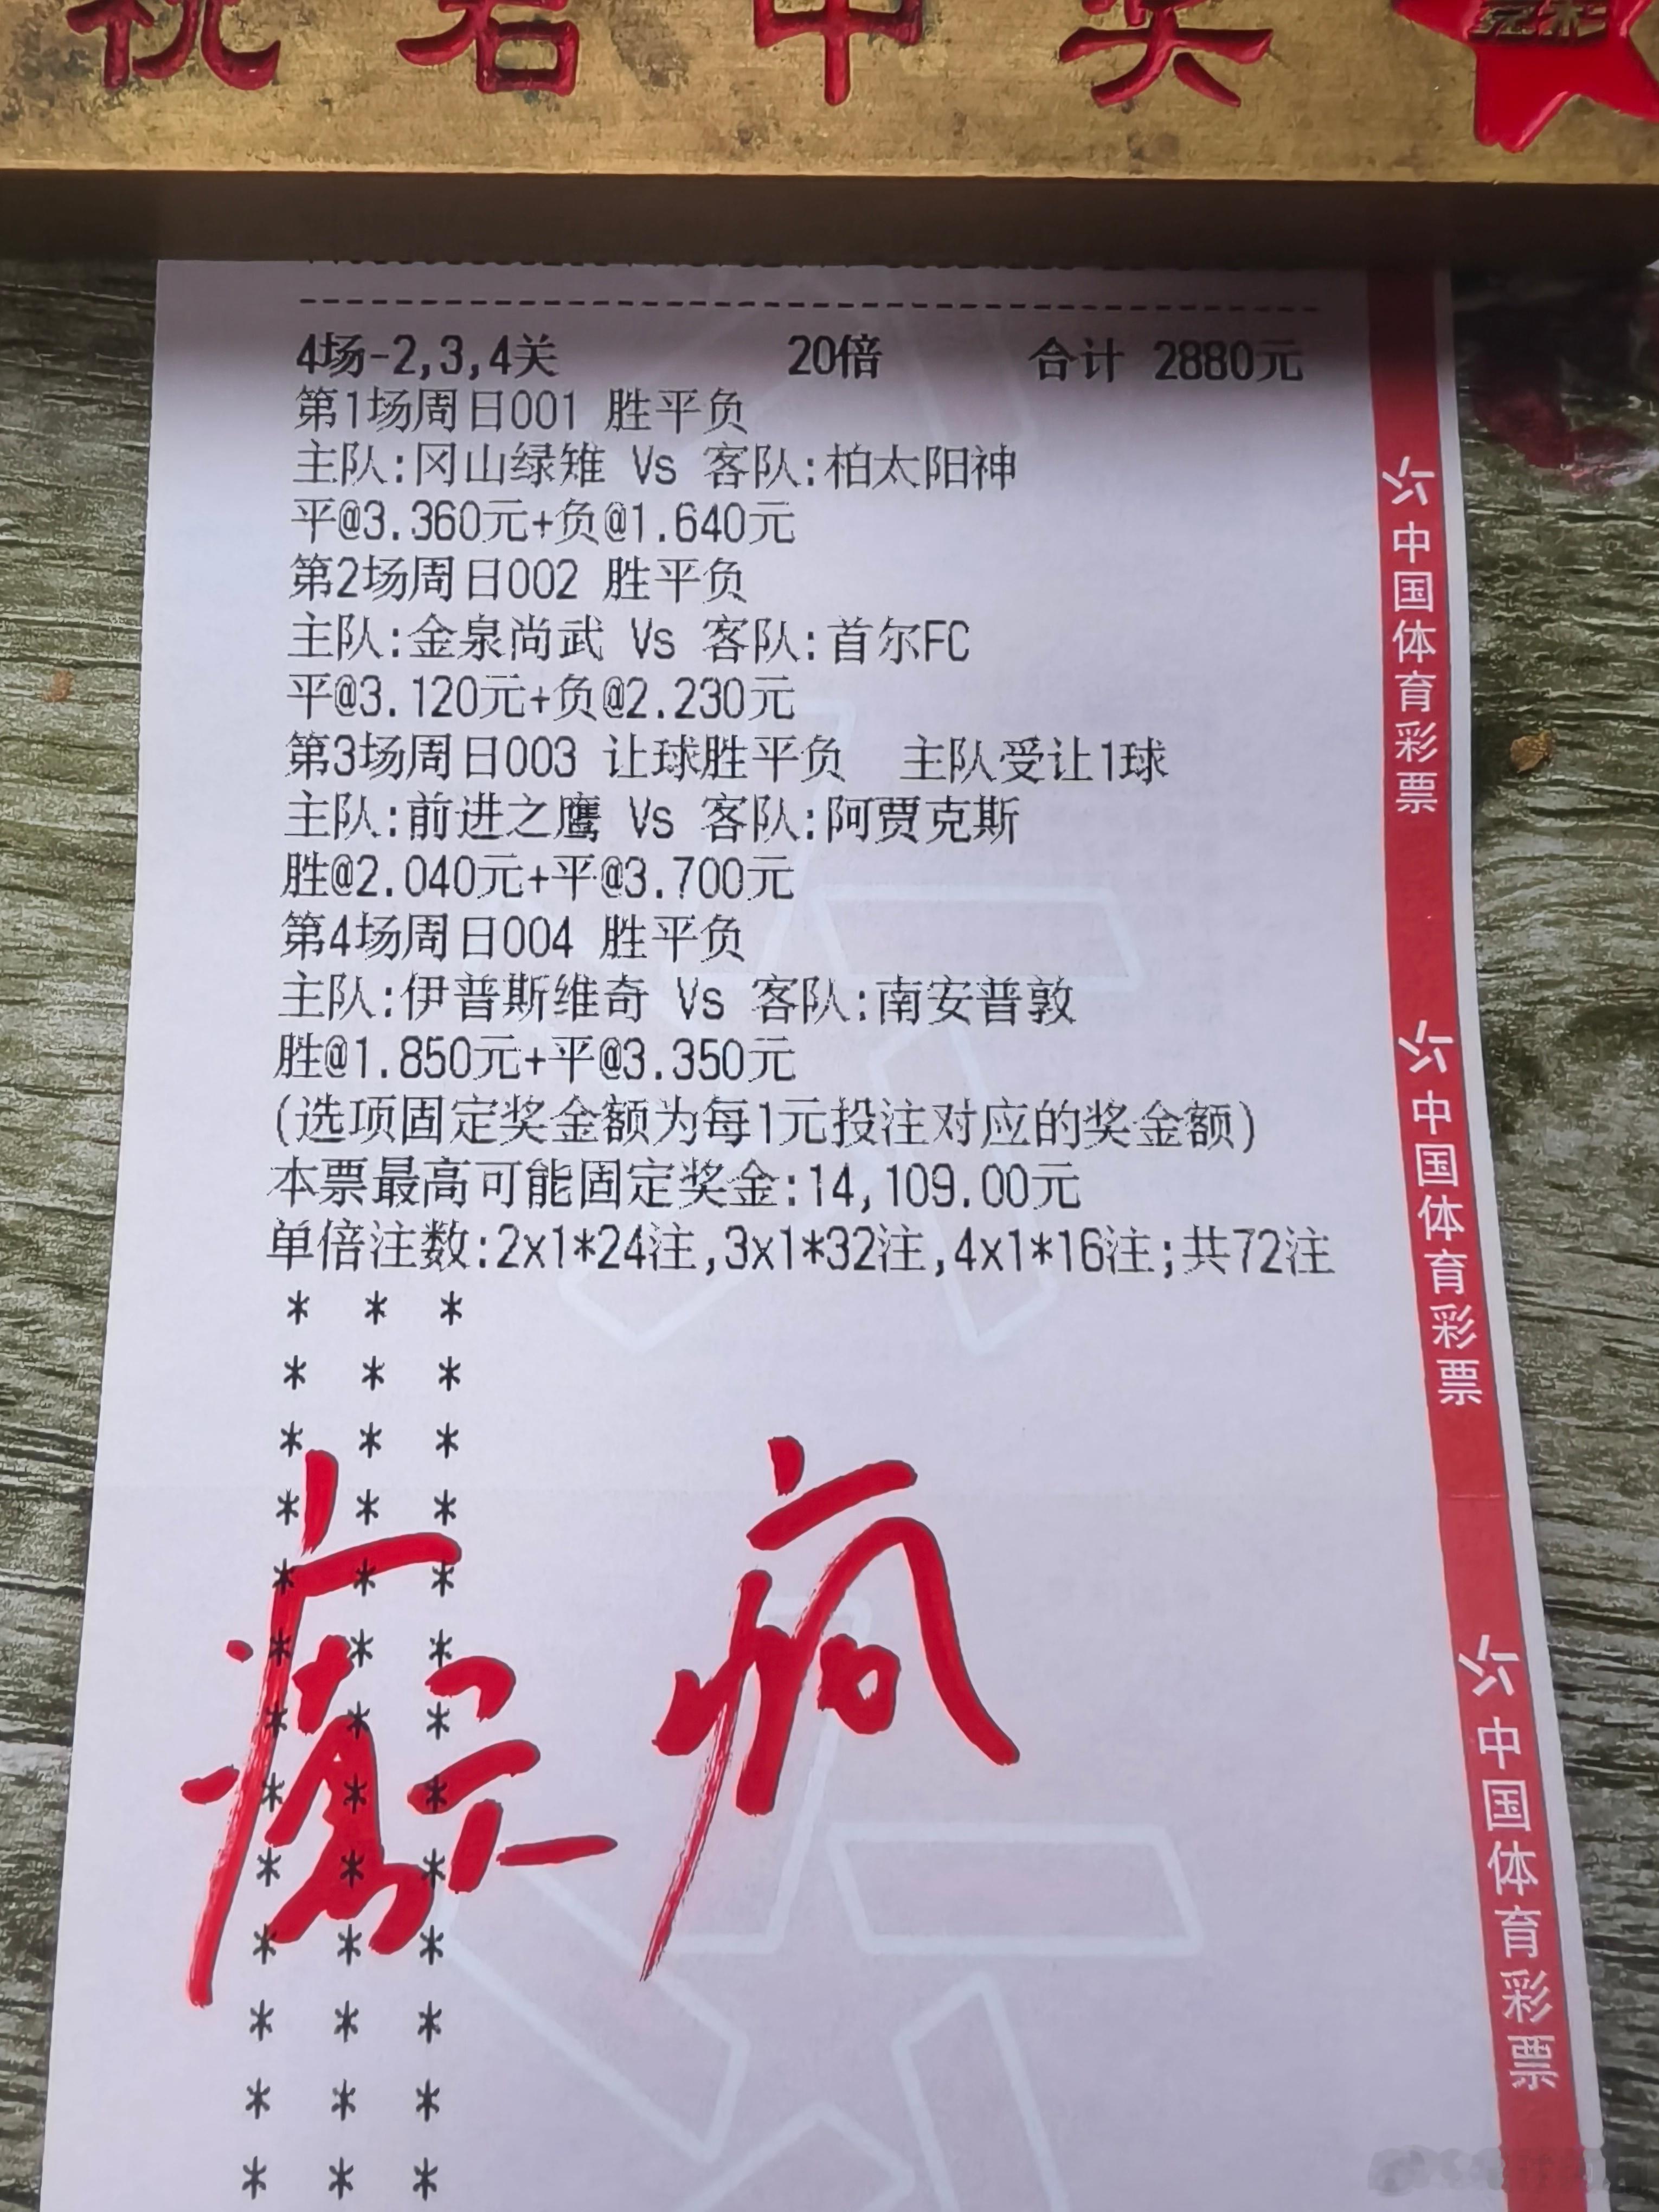 祝君中奖
4场-2,3,4关 20倍 合计 2880元
第1场周日001 胜平负
主队:冈山绿雉 Vs 客队:柏太阳神
平@3.360元+负@1.640元
第2场周日002 胜平负
主队:金泉尚武 Vs 客队:首尔FC
平@3.120元+负@2.230元
第3场周日003 让球胜平负 主队受让1球
主队:前进之鹰 Vs 客队:阿贾克斯
胜@2.040元+平@3.700元
第4场周日004 胜平负
主队:伊普斯维奇 Vs 客队:南安普敦
胜@1.850元+平@3.350元
(选项固定奖金额为每1元投注对应的奖金额)
本票最高可能固定奖金:14,109.00元
单倍注数:2x1*24注,3x1*32注,4x1*16注;共72注
* * *
* * *
* * *
* * *
* * *
* * *
* * *
* * *
* * *
* * *
* * *
* * *
* * *
中国体育彩票
中国体育彩票
中国体育彩票